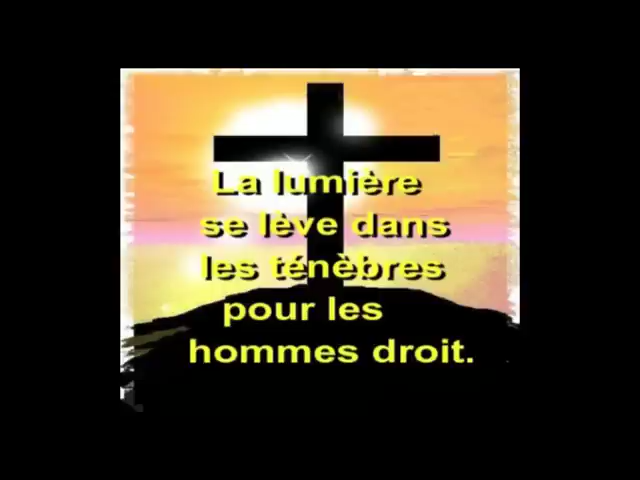 La lumière
se lève dans
les ténèbres
pour les
hommes droit.